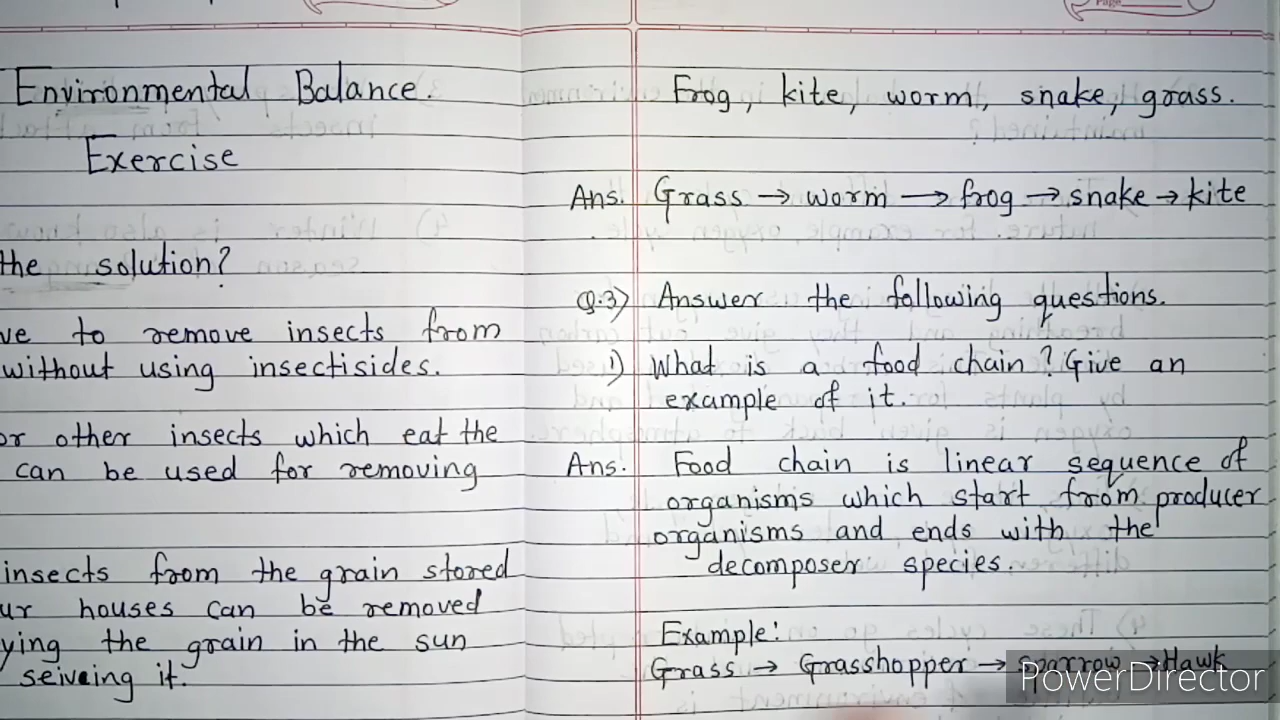 Environmental Balance.
Exercise
the solution?
ve to remove insects from
without using insectisides.
or other insects which eat the
can be used for removing
insects from the grain stored
ur houses can be removed
ying the grain in the sun
seiveing it.
Page
Frog, kite, worm, snake, grass.
Ans. Grass → worm → frog → snake → kite
Q.3) Answer the following questions.
1) What is a food chain? Give an
example of it.
Ans. Food chain is linear sequence of
organisms which start from producer
organisms and ends with the
decomposer species.
Example:
Grass → Grasshopper → sparrow → Hawk
PowerDirector